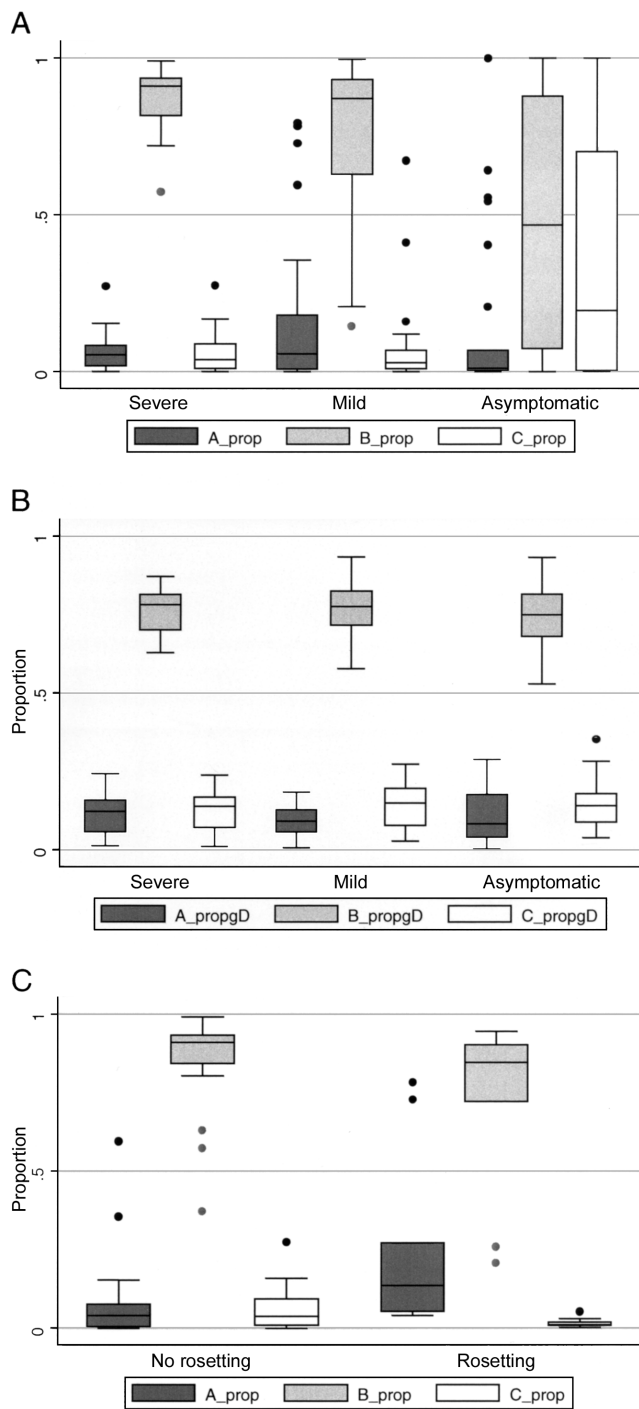 A
1
.5
0
Severe Mild Asymptomatic
A_prop B_prop C_prop
B
1
Proportion
.5
0
Severe Mild Asymptomatic
A_propgD B_propgD C_propgD
C
1
Proportion
.5
0
No rosetting Rosetting
A_prop B_prop C_prop